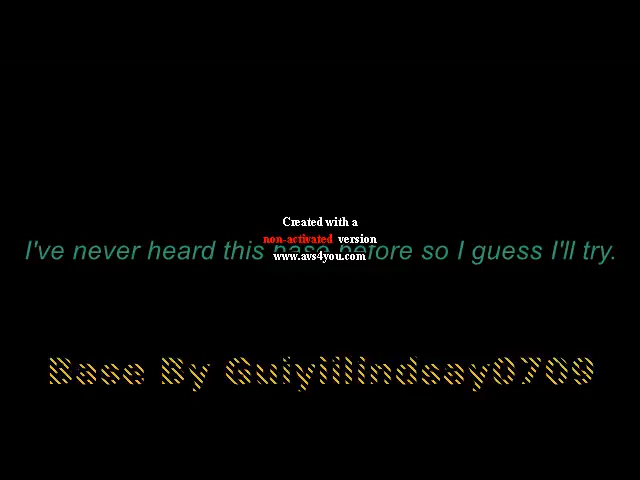 Created with a
non-activated version
I've never heard this base before so I guess I'll try.
www.avs4you.com
Base By Guiyiilindsay0709